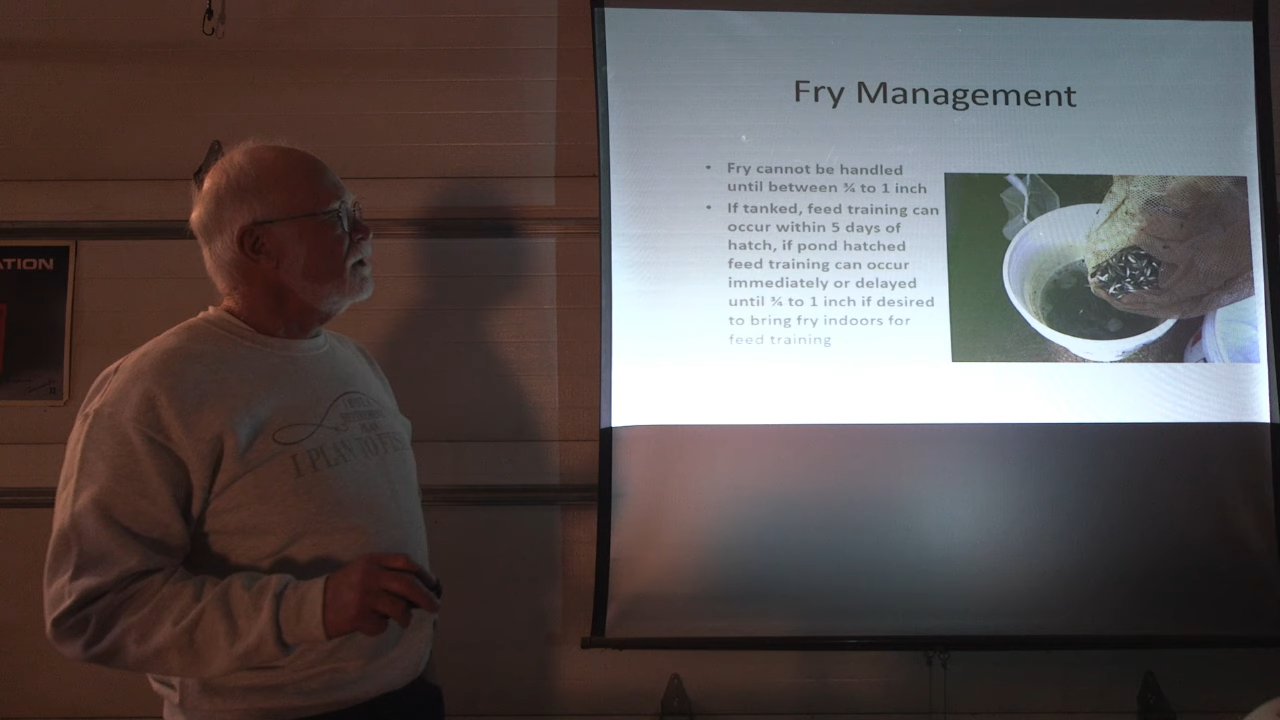 Fry Management
• Fry cannot be handled
until between ¾ to 1 inch
• If tanked, feed training can
occur within 5 days of
hatch, if pond hatched
feed training can occur
immediately or delayed
until ¾ to 1 inch if desired
to bring fry indoors for
feed training
ATION
I PLAN TO FIS